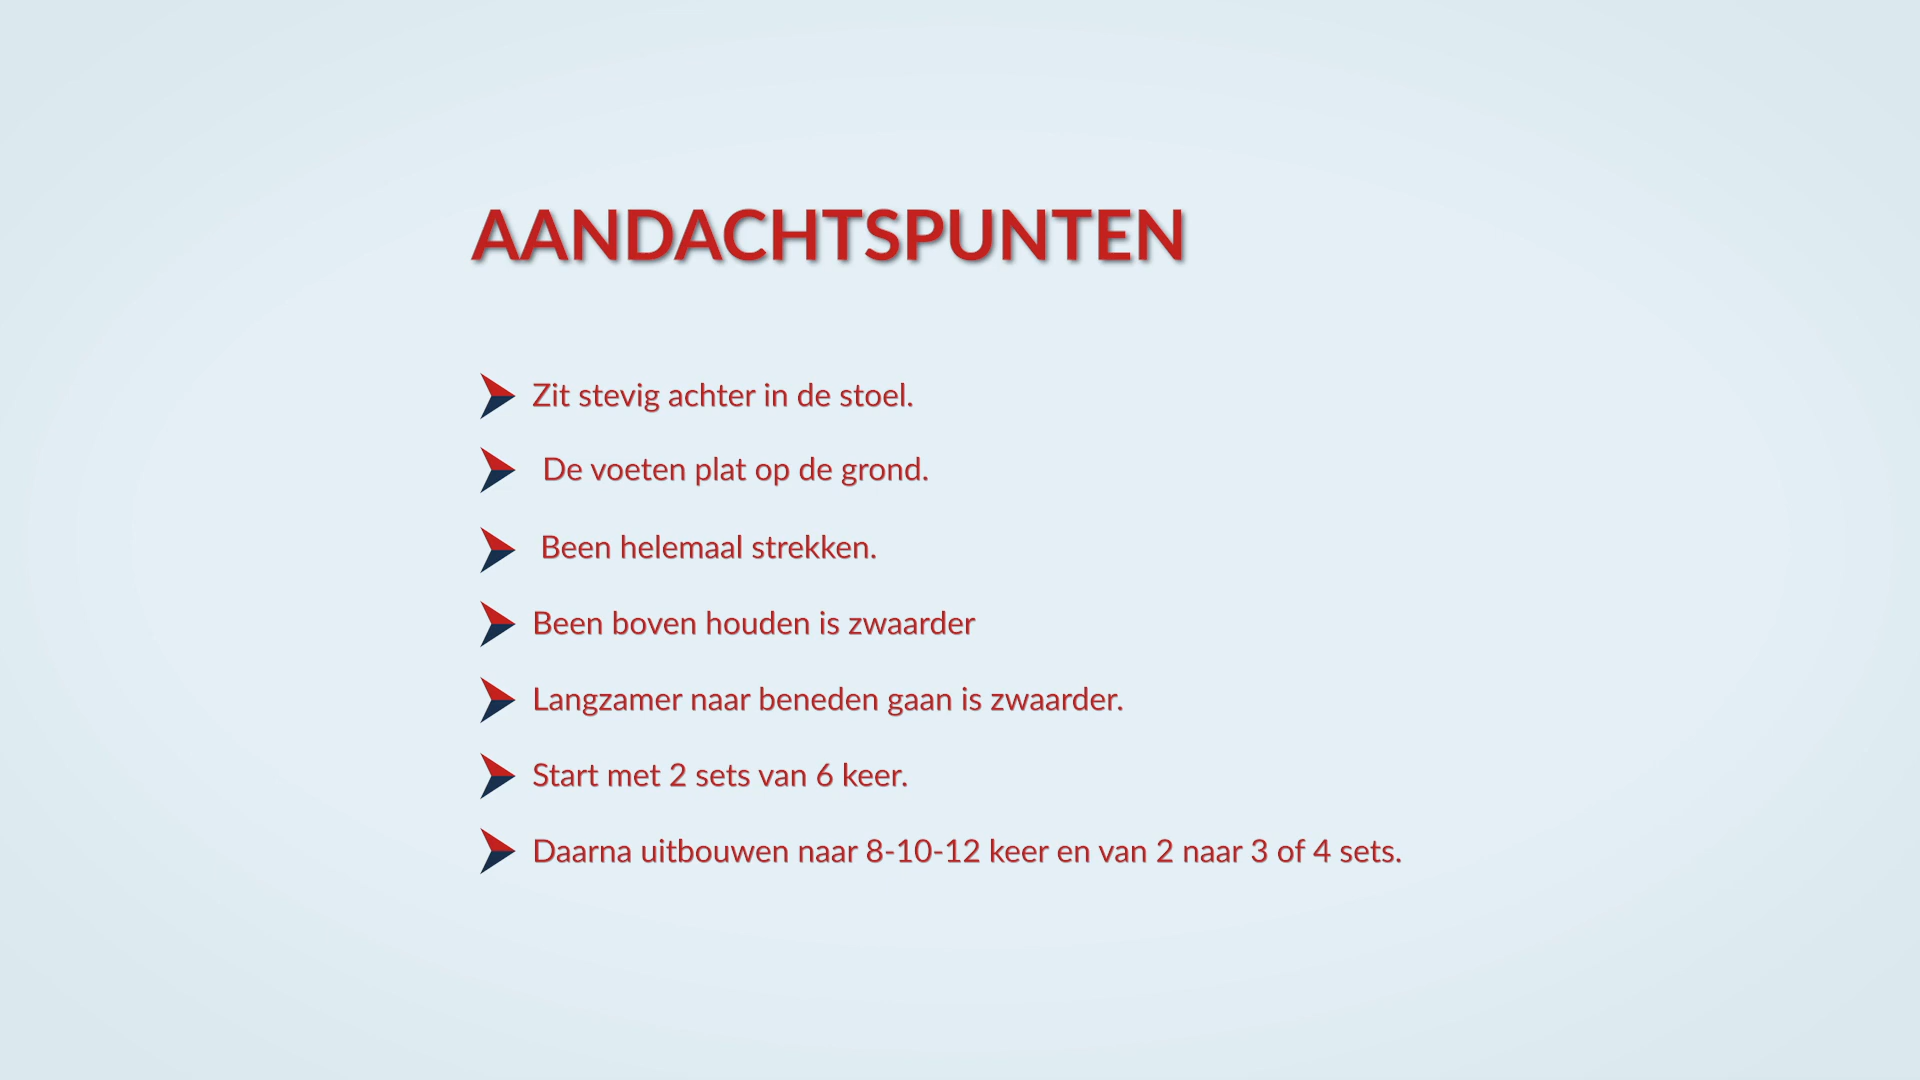 AANDACHTSPUNTEN
Zit stevig achter in de stoel.
De voeten plat op de grond.
Been helemaal strekken.
Been boven houden is zwaarder
Langzamer naar beneden gaan is zwaarder.
Start met 2 sets van 6 keer.
Daarna uitbouwen naar 8-10-12 keer en van 2 naar 3 of 4 sets.